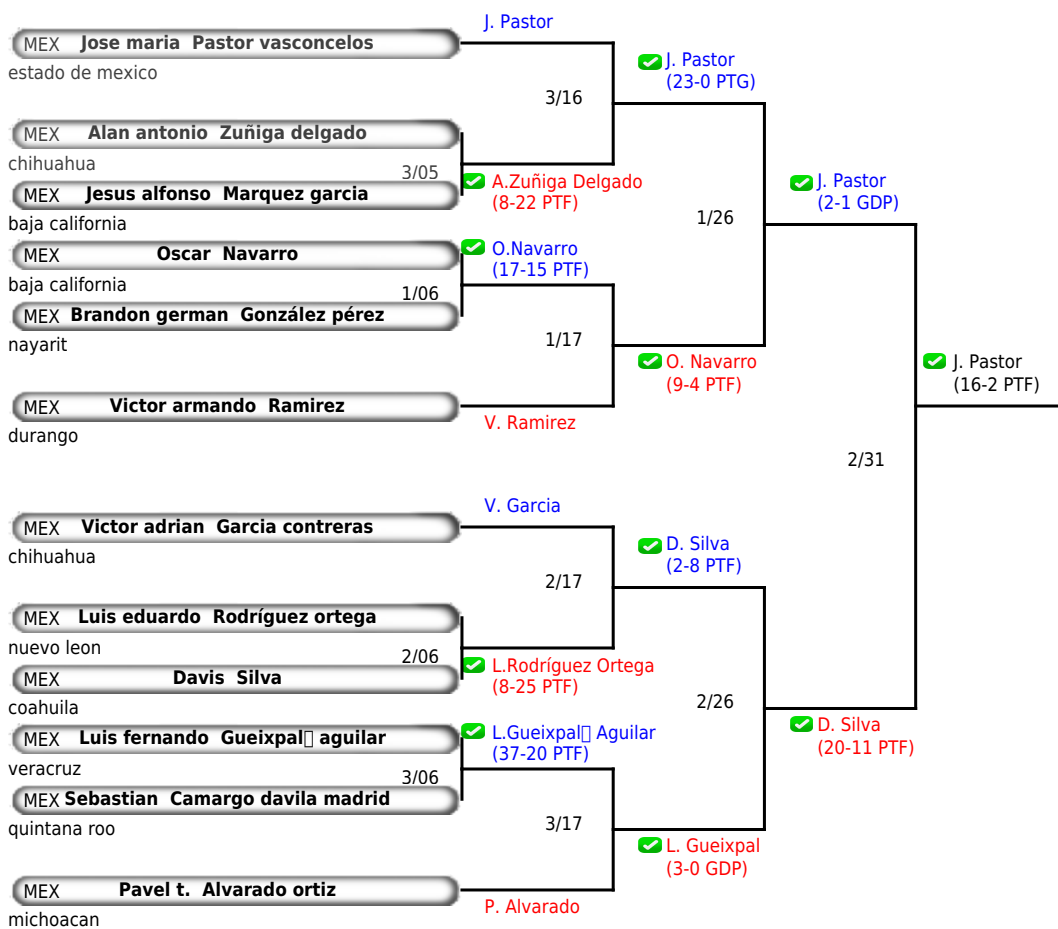 J. Pastor
MEX Jose maria Pastor vasconcelos
estado de mexico
J. Pastor
(23-0 PTG)
3/16
MEX Alan antonio Zuñiga delgado
chihuahua
3/05
A.Zuñiga Delgado
(8-22 PTF)
MEX Jesus alfonso Marquez garcia
baja california
J. Pastor
(2-1 GDP)
1/26
MEX Oscar Navarro
baja california
O.Navarro
(17-15 PTF)
1/06
MEX Brandon german González pérez
nayarit
1/17
O. Navarro
(9-4 PTF)
J. Pastor
(16-2 PTF)
MEX Victor armando Ramirez
durango
V. Ramirez
2/31
V. Garcia
MEX Victor adrian Garcia contreras
chihuahua
D. Silva
(2-8 PTF)
2/17
MEX Luis eduardo Rodríguez ortega
nuevo leon
2/06
L.Rodríguez Ortega
(8-25 PTF)
MEX Davis Silva
coahuila
2/26
D. Silva
(20-11 PTF)
MEX Luis fernando Gueixpal▯ aguilar
veracruz
L.Gueixpal▯ Aguilar
(37-20 PTF)
3/06
MEX Sebastian Camargo davila madrid
quintana roo
3/17
L. Gueixpal
(3-0 GDP)
MEX Pavel t. Alvarado ortiz
michoacan
P. Alvarado